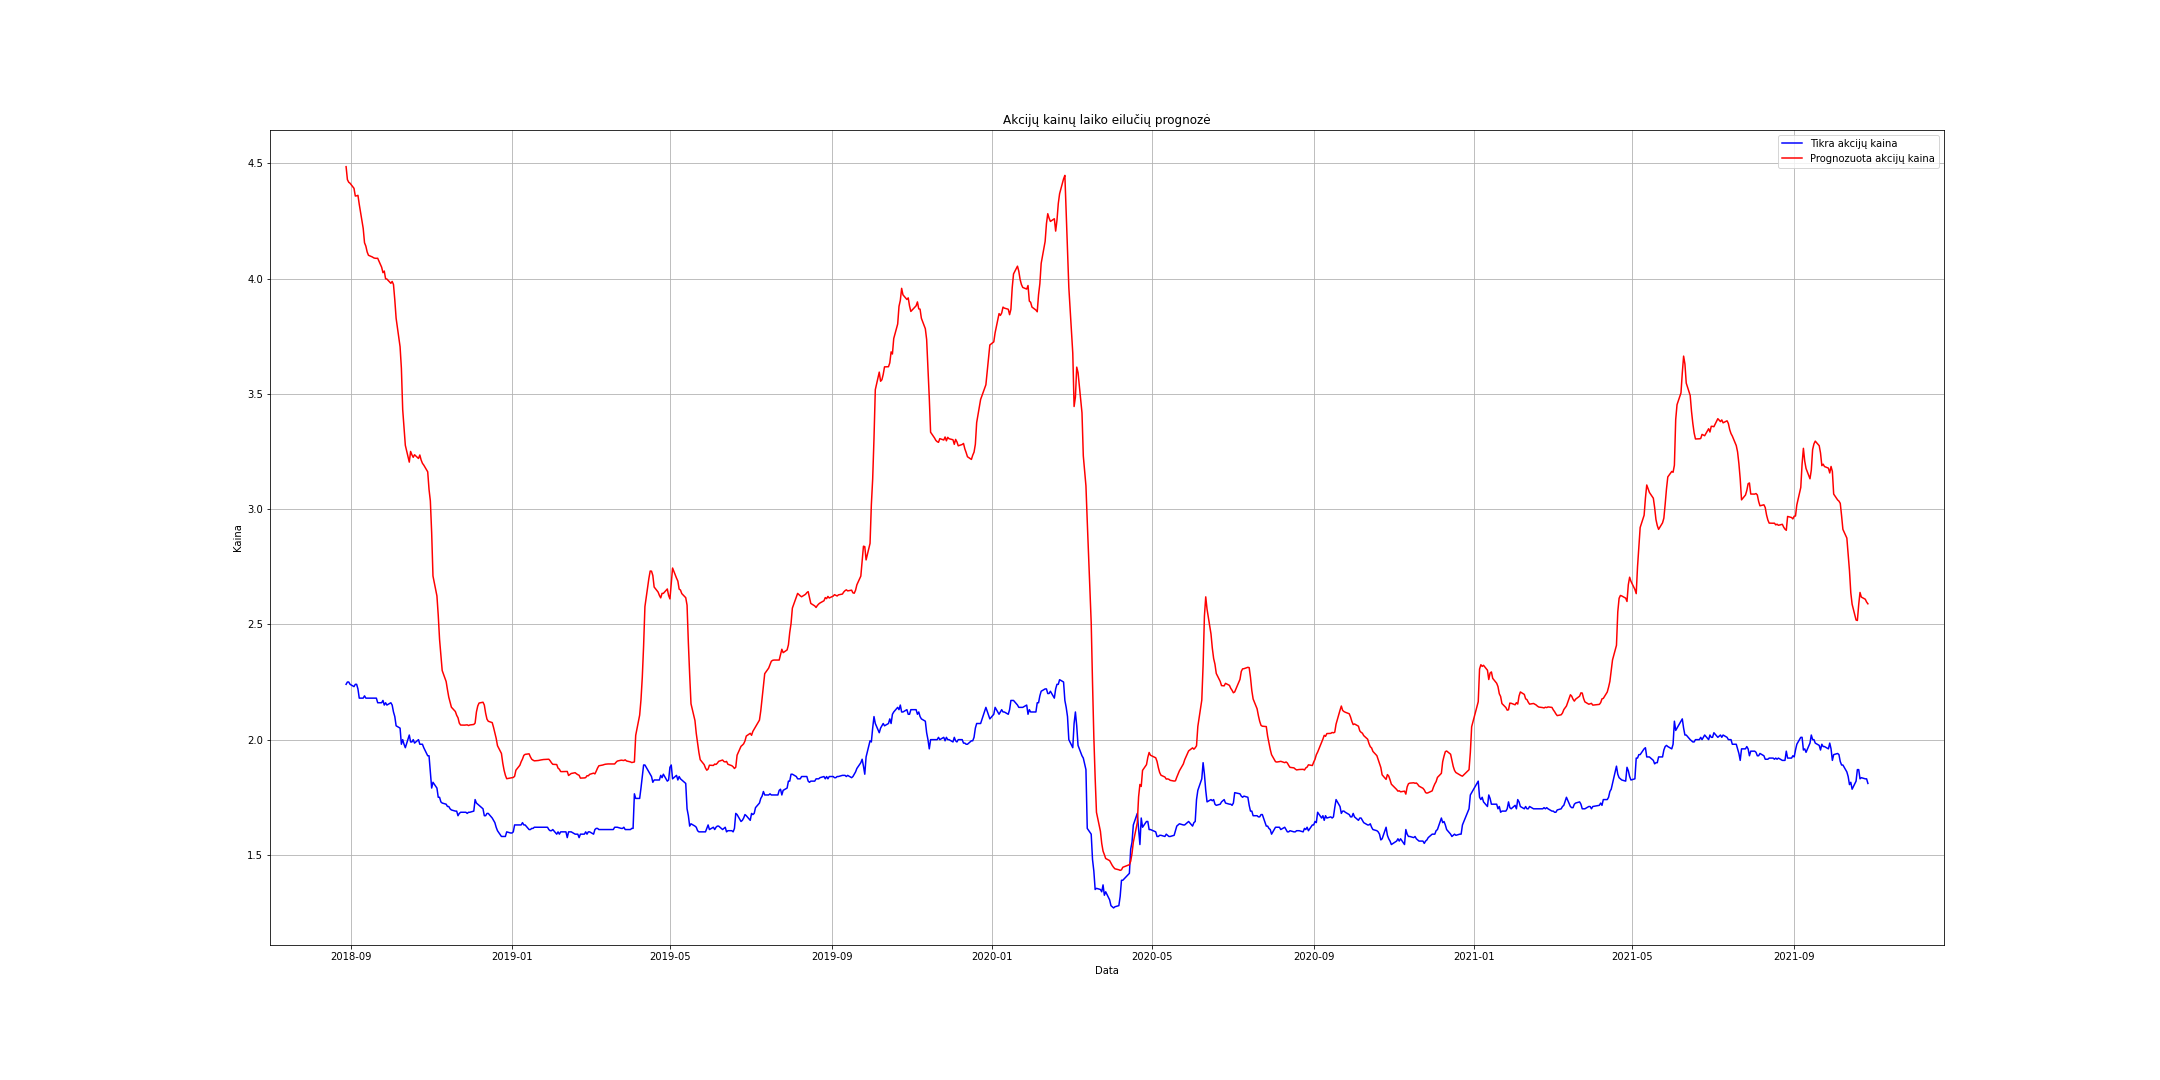 Akcijų kainų laiko eilučių prognozė
Tikra akcijų kaina
Prognozuota akcijų kaina
4.5
4.0
3.5
3.0
2.5
2.0
1.5
Kaina
2018-09 2019-01 2019-05 2019-09 2020-01 2020-05 2020-09 2021-01 2021-05 2021-09
Data